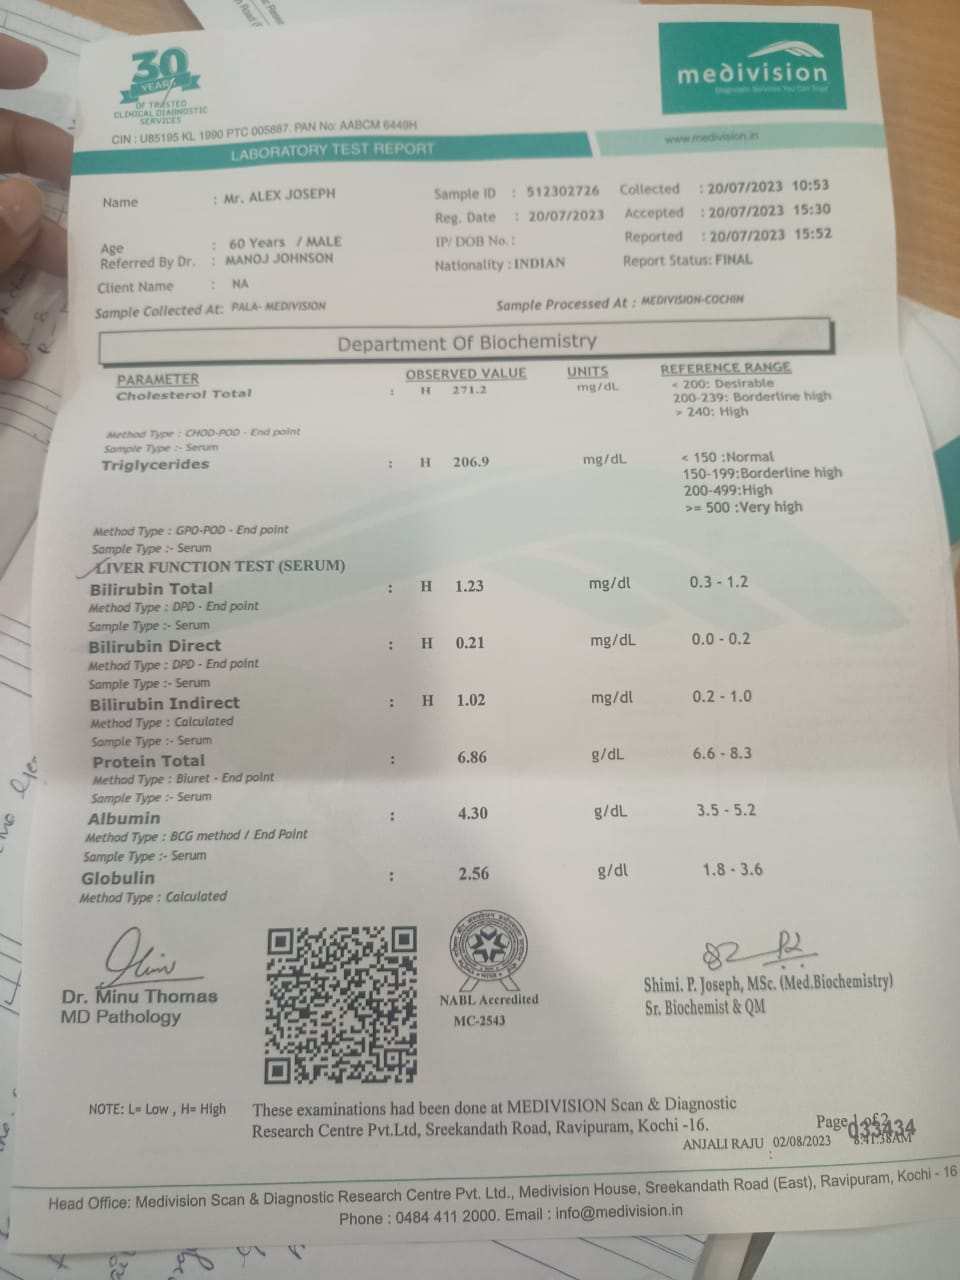 30
YEARS
OF TRUSTED
CLINICAL DIAGNOSTIC
SERVICES
medivision
Diagnostic Services You Can Trust
CIN : U85195 KL 1990 PTC 005887. PAN No: AABCM 6449H
www.medivision.in
LABORATORY TEST REPORT
Name : Mr. ALEX JOSEPH Sample ID : 512302726 Collected : 20/07/2023 10:53
Reg. Date : 20/07/2023 Accepted : 20/07/2023 15:30
Age : 60 Years / MALE IP/ DOB No. : Reported : 20/07/2023 15:52
Referred By Dr. : MANOJ JOHNSON Nationality : INDIAN Report Status: FINAL
Client Name : NA
Sample Collected At: PALA- MEDIVISION Sample Processed At : MEDIVISION-COCHIN
Department Of Biochemistry
PARAMETER OBSERVED VALUE UNITS REFERENCE RANGE
Cholesterol Total : H 271.2 mg/dL < 200: Desirable
200-239: Borderline high
> 240: High
Method Type : CHOD-POD - End point
Sample Type :- Serum
Triglycerides : H 206.9 mg/dL < 150 :Normal
150-199:Borderline high
200-499:High
>= 500 :Very high
Method Type : GPO-POD - End point
Sample Type :- Serum
LIVER FUNCTION TEST (SERUM)
Bilirubin Total : H 1.23 mg/dl 0.3 - 1.2
Method Type : DPD - End point
Sample Type :- Serum
Bilirubin Direct : H 0.21 mg/dL 0.0 - 0.2
Method Type : DPD - End point
Sample Type :- Serum
Bilirubin Indirect : H 1.02 mg/dl 0.2 - 1.0
Method Type : Calculated
Sample Type :- Serum
Protein Total : 6.86 g/dL 6.6 - 8.3
Method Type : Biuret - End point
Sample Type :- Serum
Albumin : 4.30 g/dL 3.5 - 5.2
Method Type : BCG method / End Point
Sample Type :- Serum
Globulin : 2.56 g/dl 1.8 - 3.6
Method Type : Calculated
Dr. Minu Thomas
MD Pathology
NABL Accredited
MC-2543
Shimi. P. Joseph, MSc. (Med.Biochemistry)
Sr. Biochemist & QM
NOTE: L= Low , H= High These examinations had been done at MEDIVISION Scan & Diagnostic
Research Centre Pvt.Ltd, Sreekandath Road, Ravipuram, Kochi -16.
Page 1 of 2
033434
ANJALI RAJU 02/08/2023 8:41:38AM
:
Head Office: Medivision Scan & Diagnostic Research Centre Pvt. Ltd., Medivision House, Sreekandath Road (East), Ravipuram, Kochi - 16
Phone : 0484 411 2000. Email : info@medivision.in